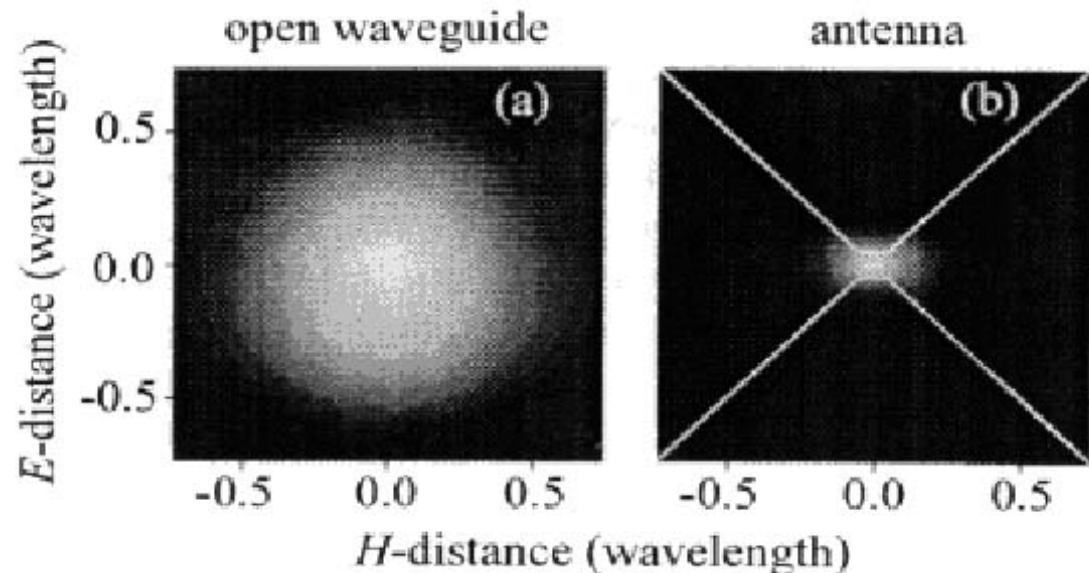 open waveguide
antenna
(a)
(b)
E-distance (wavelength)
0.5
0.0
-0.5
-0.5 0.0 0.5
-0.5 0.0 0.5
H-distance (wavelength)